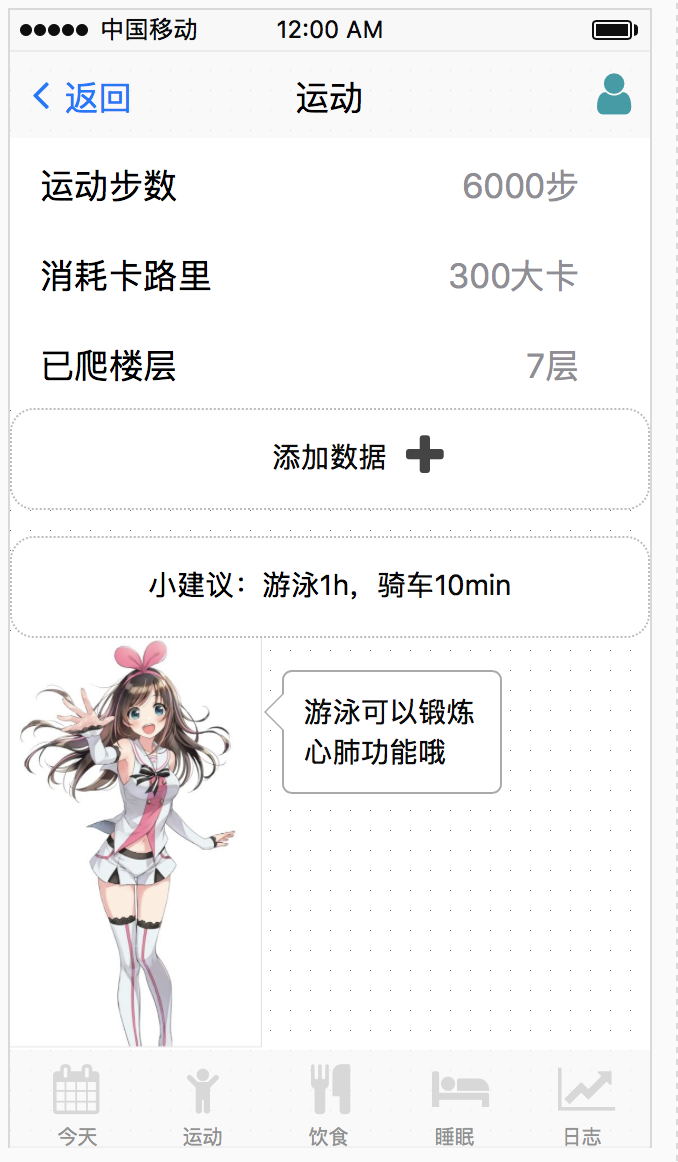 中国移动 12:00 AM
返回 运动
运动步数 6000步
消耗卡路里 300大卡
已爬楼层 7层
添加数据
小建议：游泳1h，骑车10min
游泳可以锻炼
心肺功能哦
今天 运动 饮食 睡眠 日志